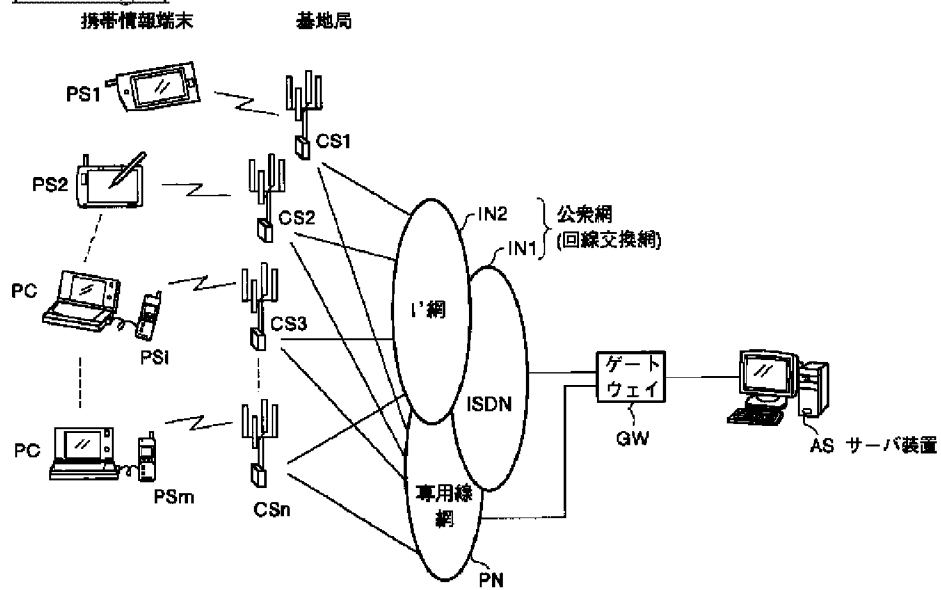 携帯情報端末
基地局
PS1
CS1
PS2
CS2
IN2
公衆網
(回線交換網)
IN1
PC
PSi
CS3
I'網
ISDN
ゲート
ウェイ
GW
AS サーバ装置
PC
PSm
CSn
専用線
網
PN